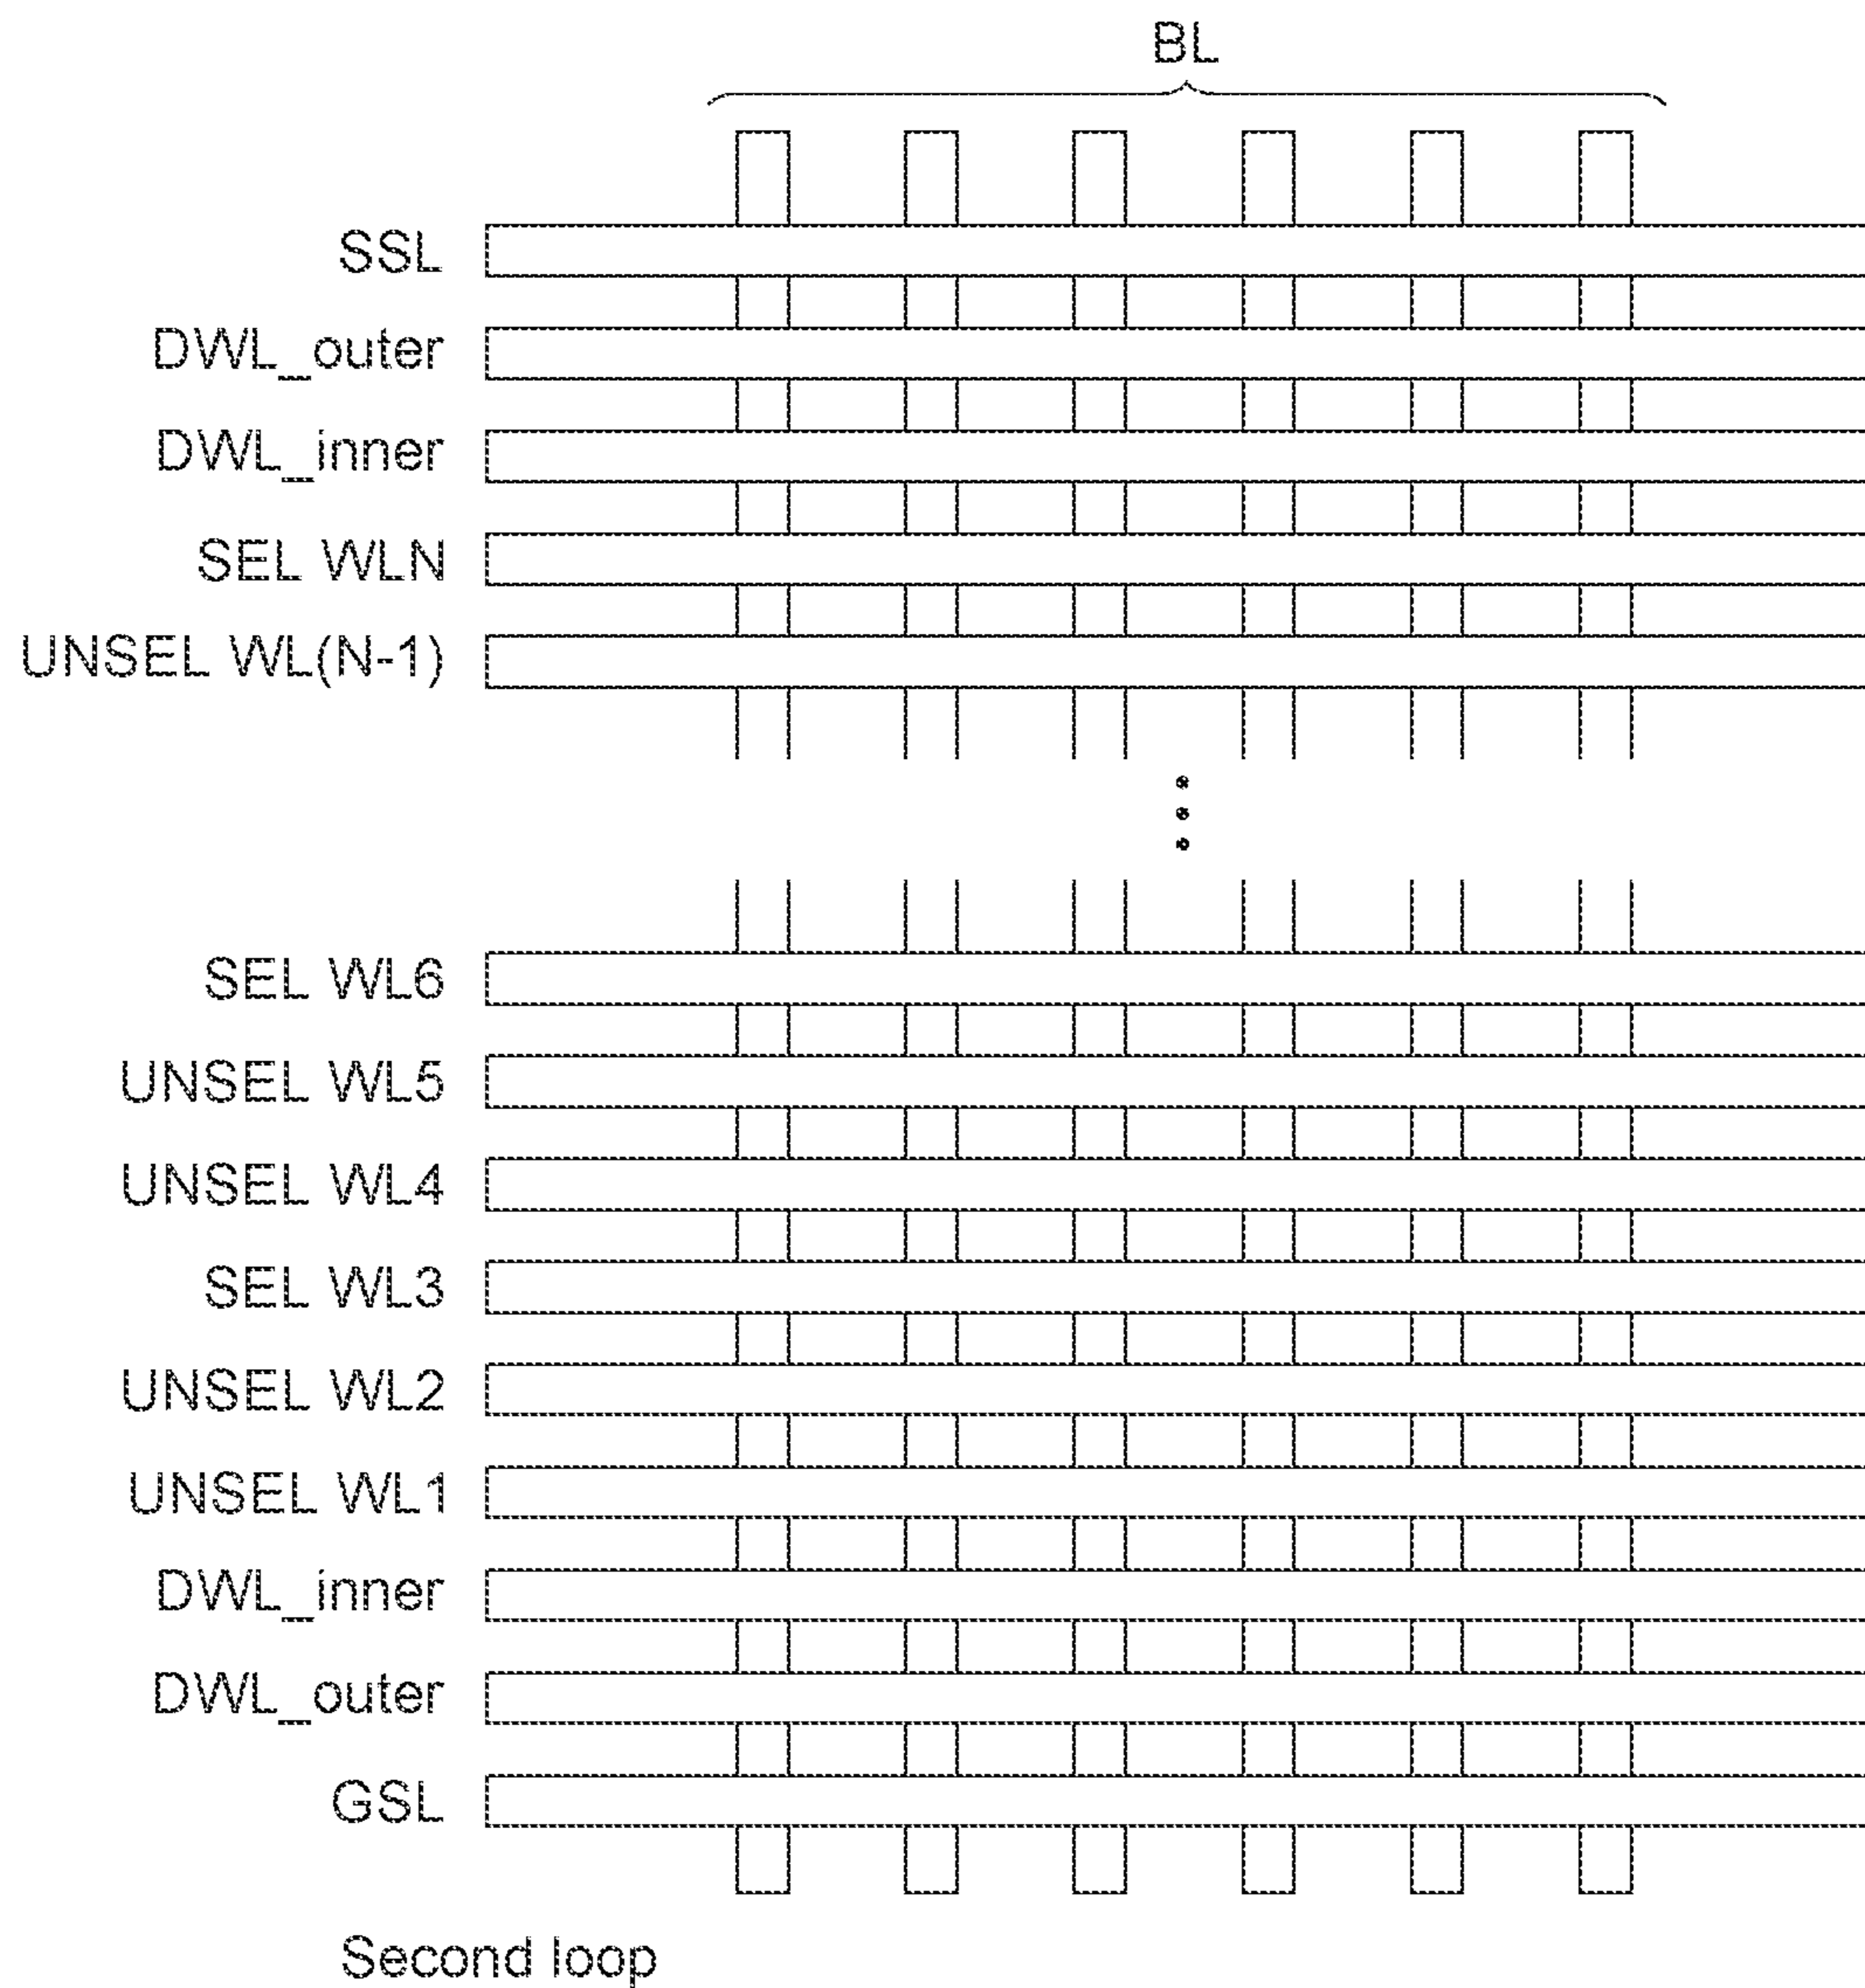 BL
SSL
DWL_outer
DWL_inner
SEL WLN
UNSEL WL(N-1)
SEL WL6
UNSEL WL5
UNSEL WL4
SEL WL3
UNSEL WL2
UNSEL WL1
DWL_inner
DWL_outer
GSL
Second loop